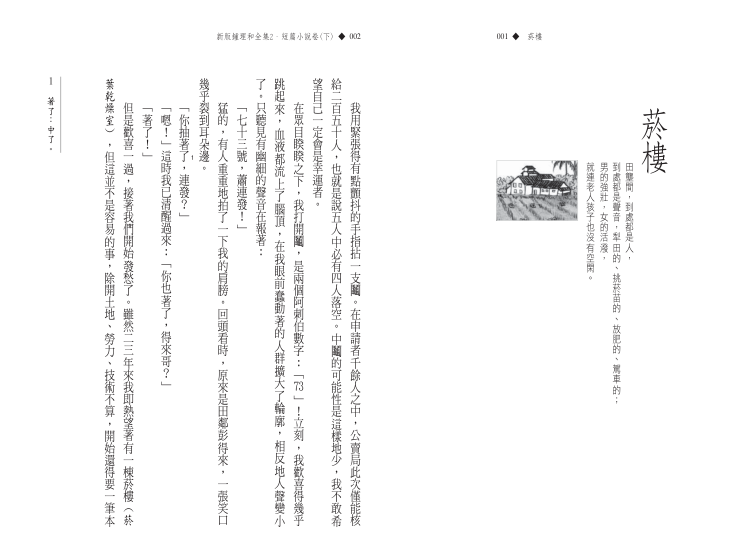 001 ◆ 菸樓
菸樓
田壟間，到處都是人，
到處都是聲音，犁田的、挑菸苗的、放肥的、駕車的；
男的強壯，女的活潑，
就連老人孩子也沒有空閑。
新版鍾理和全集2‧短篇小說卷(下) ◆ 002
我用緊張得有點顫抖的手指拈一支鬮。在申請者千餘人之中，公賣局此次僅能核
給二百五十人，也就是說五人中必有四人落空。中鬮的可能性是這樣地少，我不敢希
望自己一定會是幸運者。
在眾目睽睽之下，我打開鬮，是兩個阿剌伯數字：「73」！立刻，我歡喜得幾乎
跳起來，血液都流上了腦頂，在我眼前蠢動著的人群擴大了輪廓，相反地人聲變小
了。只聽見有幽細的聲音在報著：
「七十三號，蕭連發！」
猛的，有人重重地拍了一下我的肩膀。回頭看時，原來是田鄰彭得來，一張笑口
幾乎裂到耳朵邊。
「你抽著了1，連發？」
「嗯！」這時我已清醒過來：「你也著了，得來哥？」
「著了！」
但是歡喜一過，接著我們開始發愁了。雖然二三年來我即熱望著有一棟菸樓（菸
葉乾燥室），但這並不是容易的事，除開土地、勞力、技術不算，開始還得要一筆本
1 著了：中了。